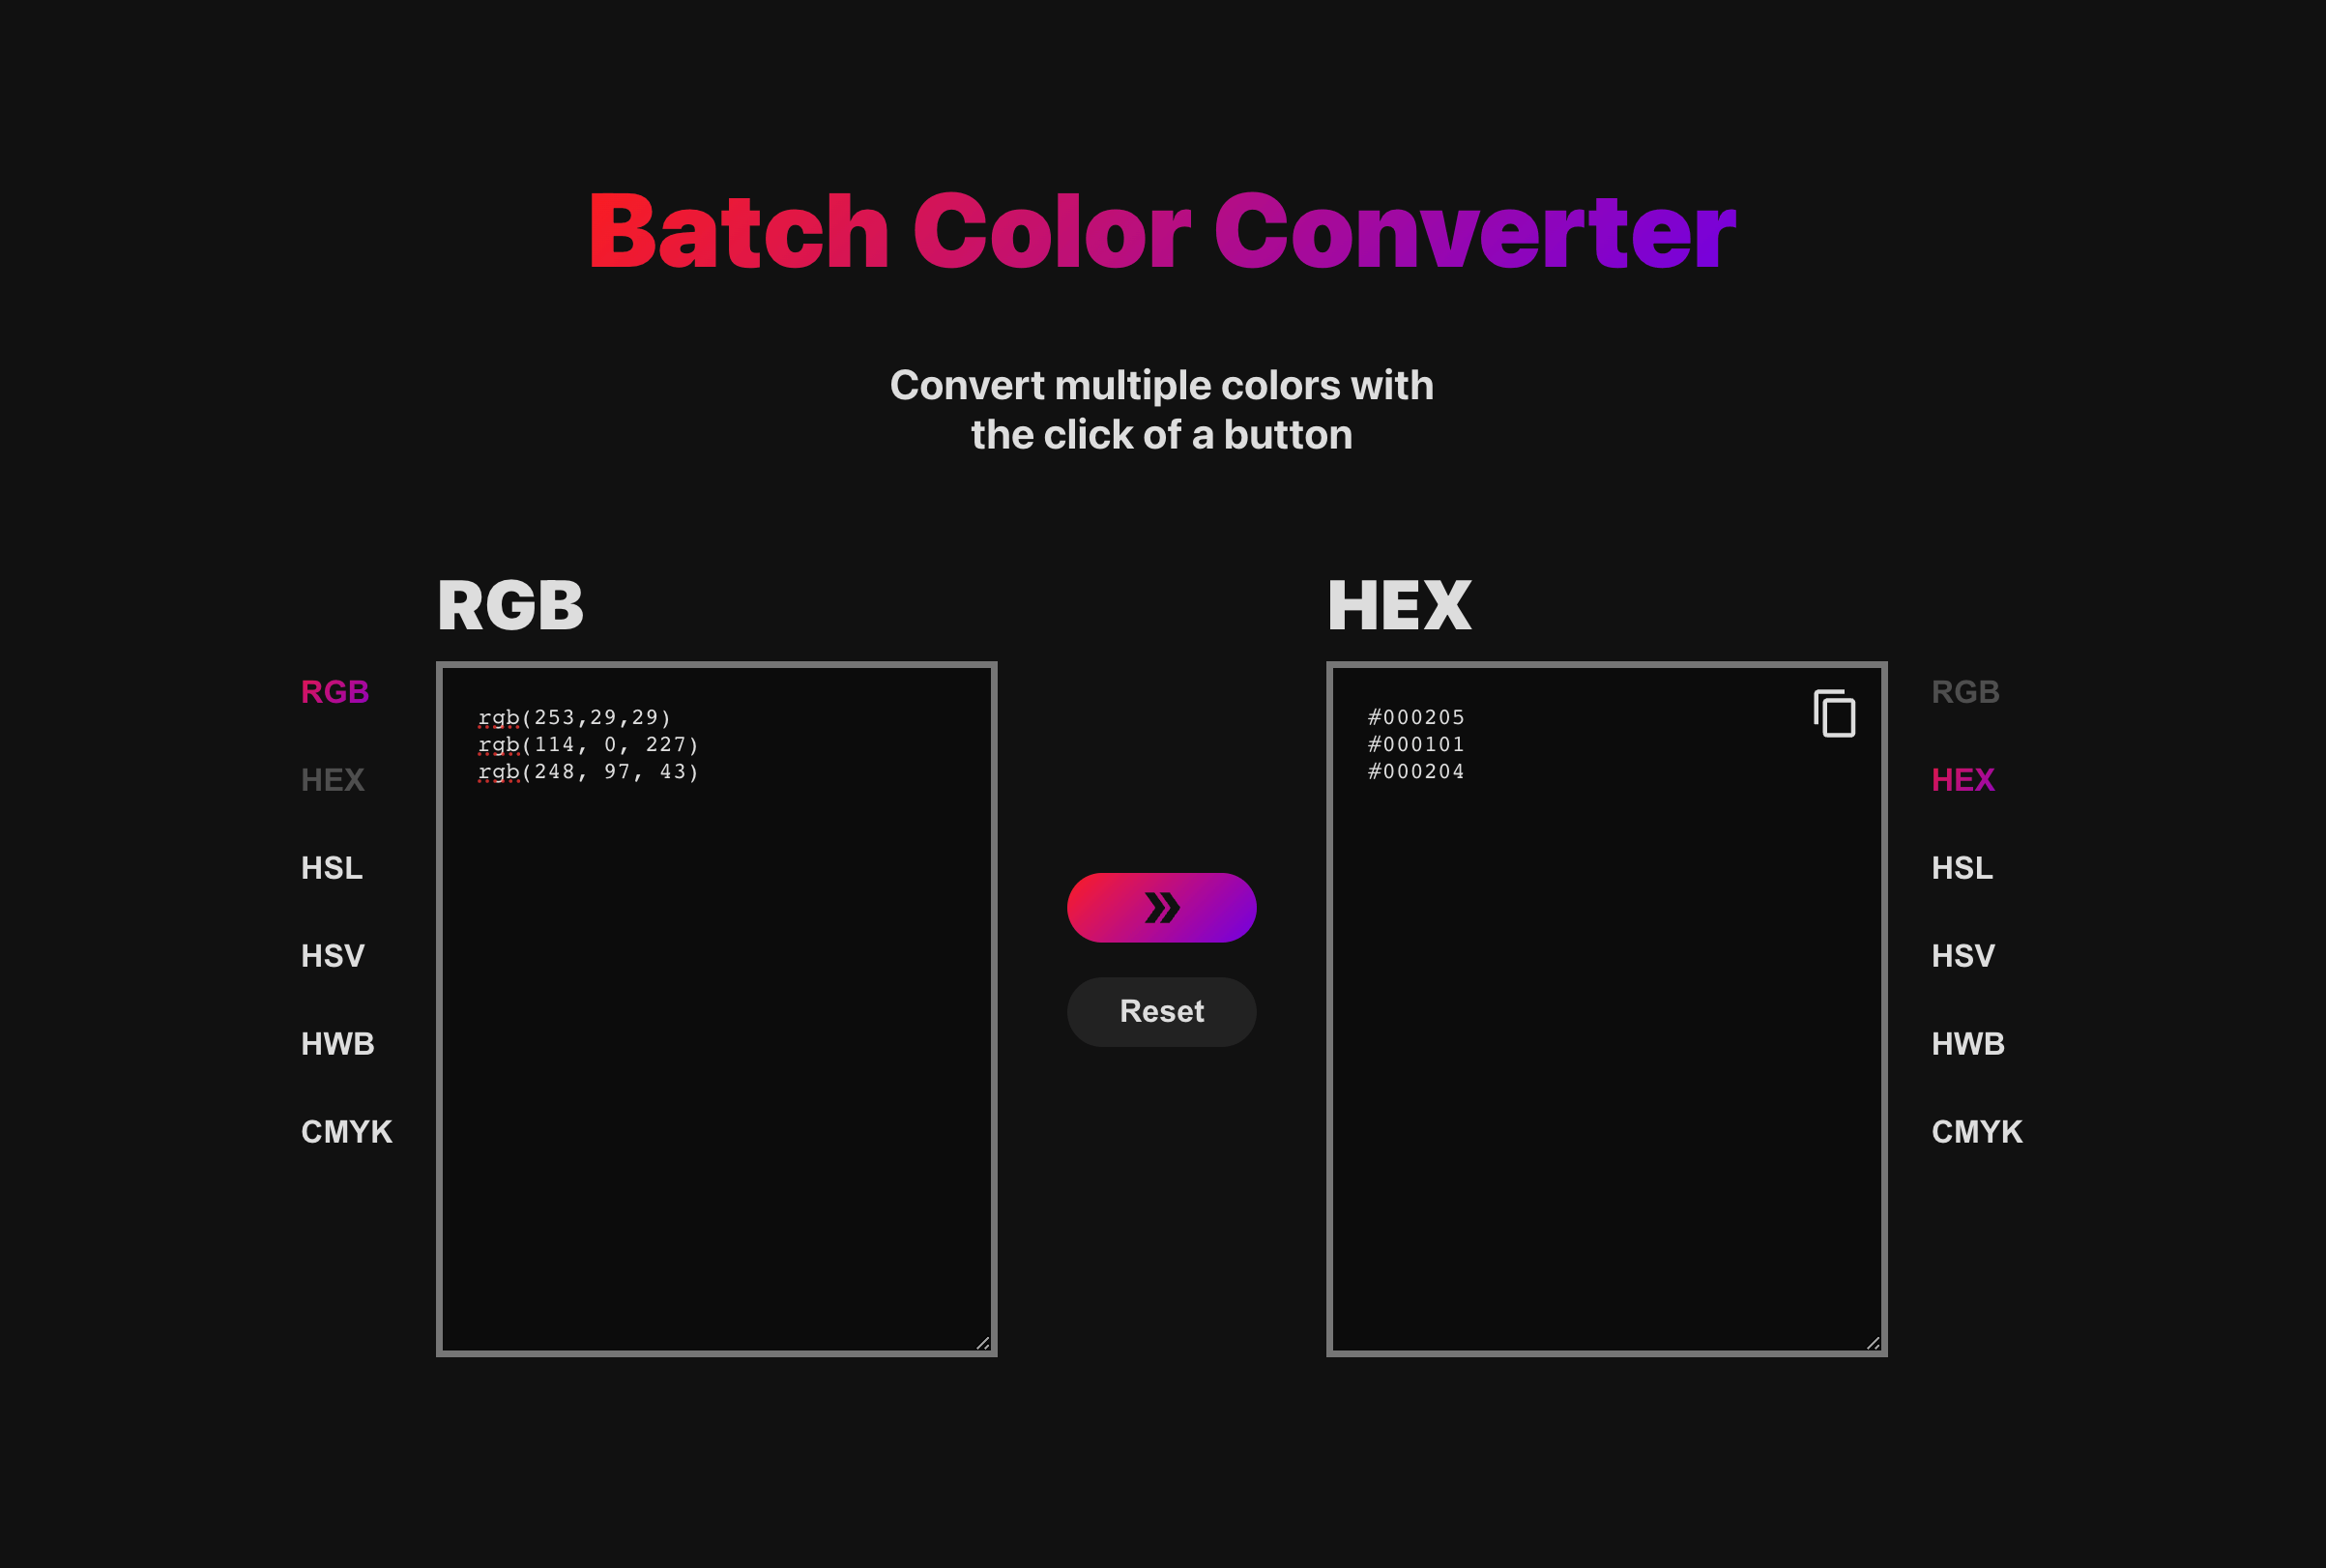 Batch Color Converter
Convert multiple colors with
the click of a button
RGB
RGB
HEX
HSL
HSV
HWB
CMYK
rgb(253,29,29)
rgb(114, 0, 227)
rgb(248, 97, 43)
Reset
HEX
#000205
#000101
#000204
RGB
HEX
HSL
HSV
HWB
CMYK